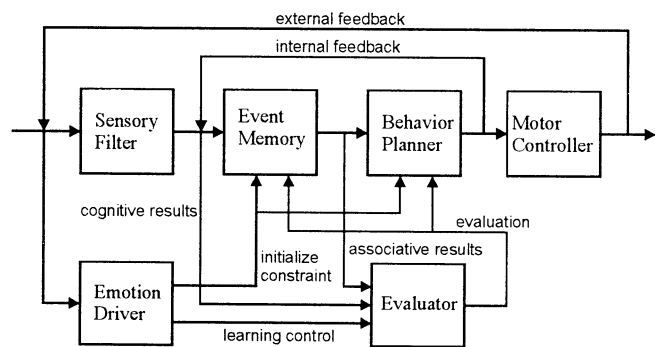 external feedback
internal feedback
Sensory
Filter
Event
Memory
Behavior
Planner
Motor
Controller
cognitive results
evaluation
initialize
constraint
associative results
Emotion
Driver
Evaluator
learning control